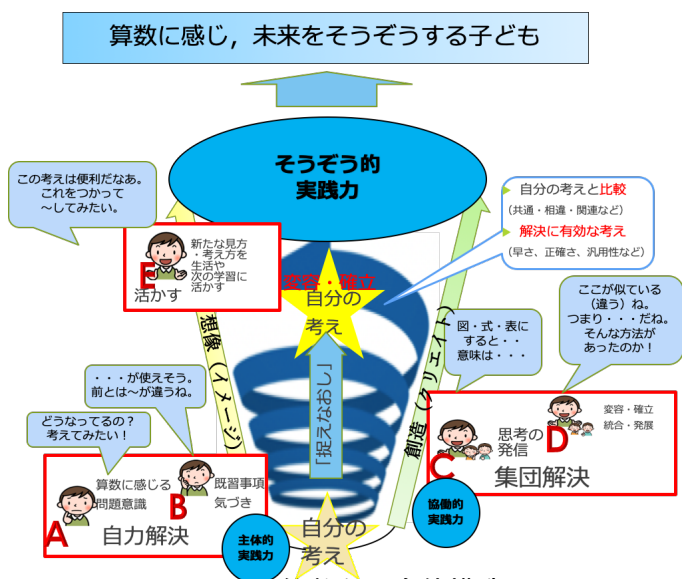 算数に感じ，未来をそうぞうする子ども
そうぞう的
実践力
この考えは便利だなあ。
これをつかって
～してみたい。
自分の考えと比較
（共通・相違・関連など）
解決に有効な考え
（早さ、正確さ、汎用性など）
E
新たな見方
・考え方を
生活や
次の学習に
活かす
活かす
変容・確立
自分の
考え
ここが似ている
（違う）ね。
つまり・・・だね。
そんな方法が
あったのか！
図・式・表に
すると・・
意味は・・・
想像（イメージ）
創造（クリエイト）
「捉えなおし」
・・・が使えそう。
前とは～が違うね。
どうなってるの？
考えてみたい！
A
算数に感じる
問題意識
B
既習事項
気づき
自力解決
主体的
実践力
自分の
考え
C
思考の
発信
D
変容・確立
統合・発展
集団解決
協働的
実践力